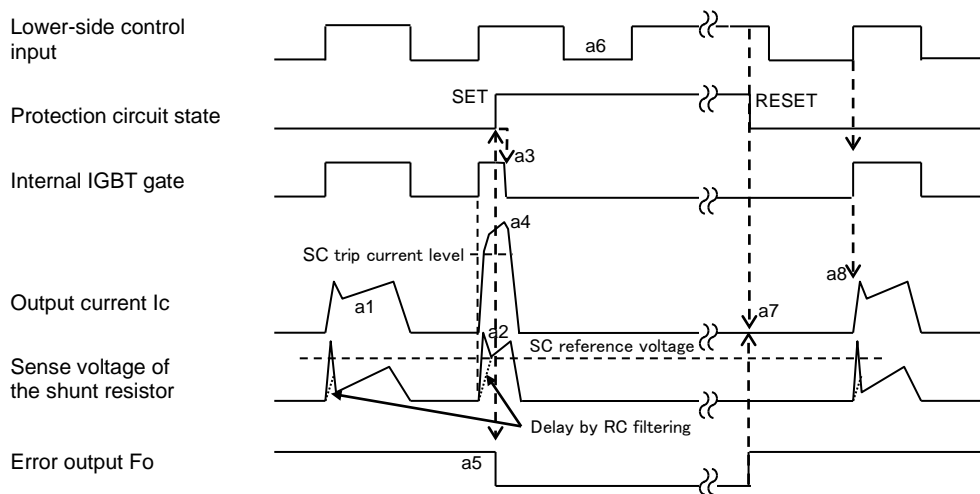 Lower-side control
input
a6
SET
RESET
Protection circuit state
a3
Internal IGBT gate
a4
SC trip current level
a8
Output current Ic
a1
a7
a2
SC reference voltage
Sense voltage of
the shunt resistor
Delay by RC filtering
Error output Fo
a5